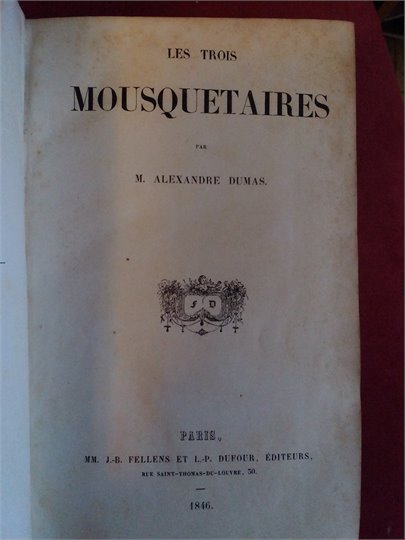 LES TROIS
MOUSQUETAIRES
PAR
M. ALEXANDRE DUMAS.
F D
PARIS,
MM. J.-B. FELLENS ET L.-P. DUFOUR, ÉDITEURS,
RUE SAINT-THOMAS-DU-LOUVRE, 30.
1846.